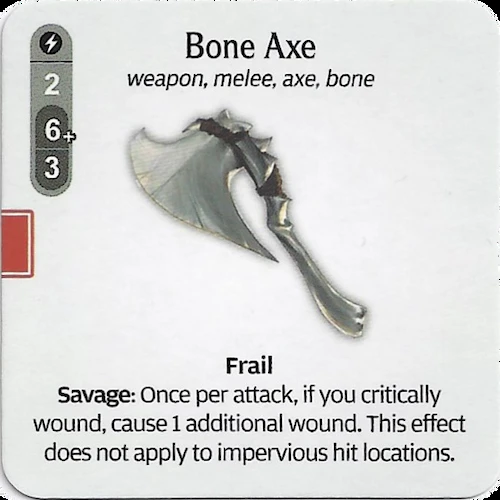 Bone Axe
weapon, melee, axe, bone
2
6+
3
Frail
Savage: Once per attack, if you critically
wound, cause 1 additional wound. This effect
does not apply to impervious hit locations.